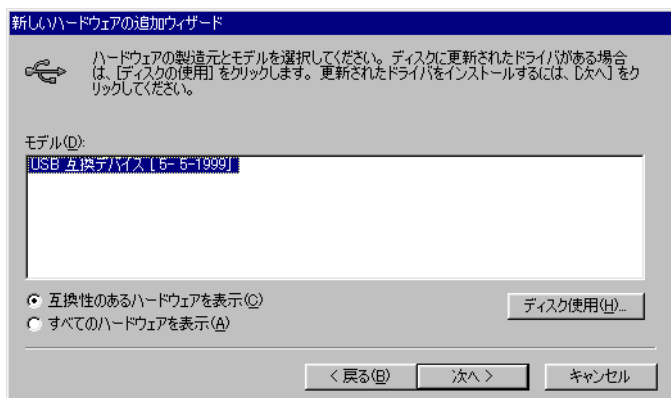 新しいハードウェアの追加ウィザード
ハードウェアの製造元とモデルを選択してください。ディスクに更新されたドライバがある場合
は、[ディスクの使用] をクリックします。更新されたドライバをインストールするには、[次へ] をク
リックしてください。
モデル(D):
USB 互換デバイス [ 5- 5-1999]
互換性のあるハードウェアを表示(C)
ディスク使用(H)...
すべてのハードウェアを表示(A)
< 戻る(B)
次へ >
キャンセル